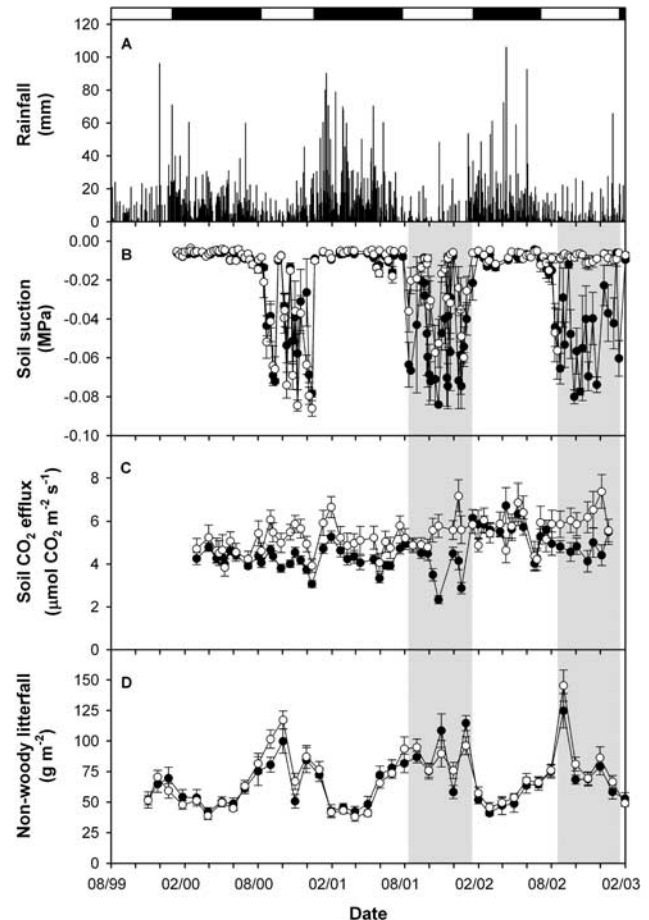 A
Rainfall
(mm)
120
100
80
60
40
20
0
B
Soil suction
(MPa)
0.00
-0.02
-0.04
-0.06
-0.08
-0.10
C
Soil CO2 efflux
(μmol CO2 m-2 s-1)
8
6
4
2
0
D
Non-woody litterfall
(g m-2)
150
125
100
75
50
25
0
08/99 02/00 08/00 02/01 08/01 02/02 08/02 02/03
Date